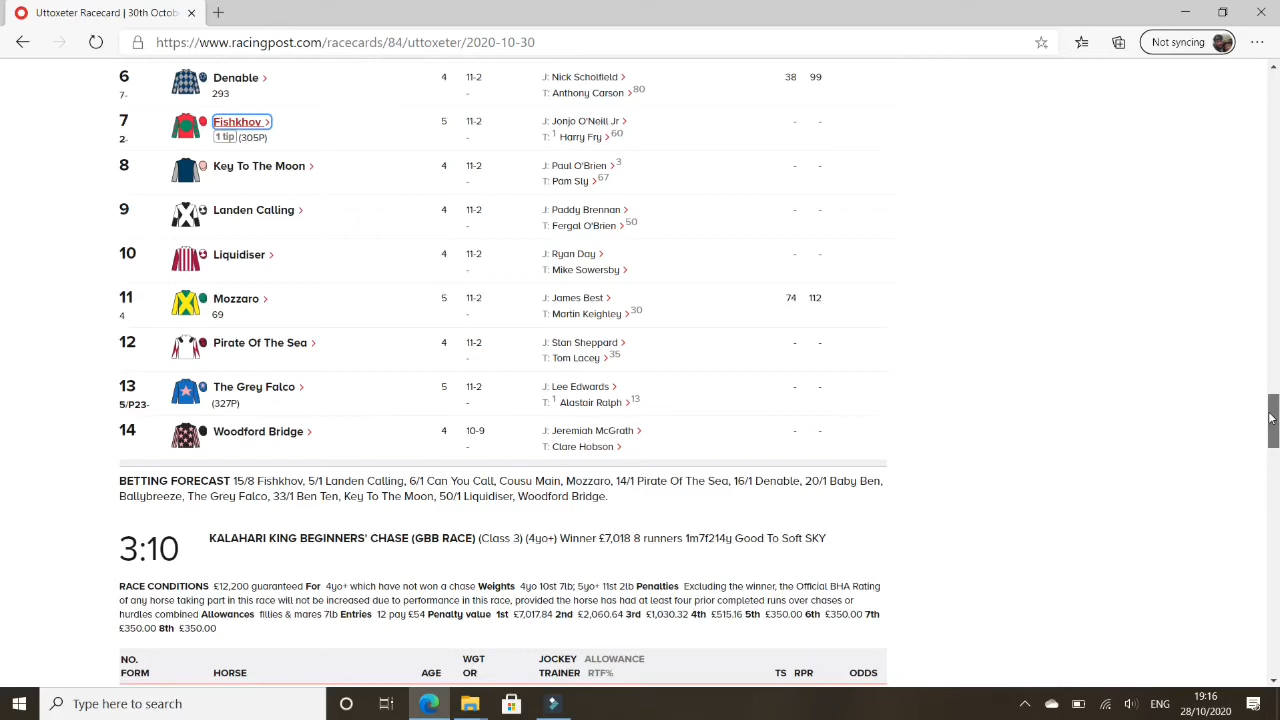 Uttoxeter Racecard | 30th Octob
https://www.racingpost.com/racecards/84/uttoxeter/2020-10-30
Not syncing
6 Denable 4 11-2 J: Nick Scholfield 38 99
7- 293 - Anthony Carson 80
7 Fishkhov 5 11-2 J: Jonjo O'Neill Jr - -
2- 1 tip (305P) - T: 1 Harry Fry 60
8 Key To The Moon 4 11-2 J: Paul O'Brien 3 - -
- T: Pam Sly 67
9 Landen Calling 4 11-2 J: Paddy Brennan - -
- T: Fergal O'Brien 50
10 Liquidiser 4 11-2 J: Ryan Day - -
- T: Mike Sowersby
11 Mozzaro 5 11-2 J: James Best 74 112
4 69 - T: Martin Keighley 30
12 Pirate Of The Sea 4 11-2 J: Stan Sheppard - -
- T: Tom Lacey 35
13 The Grey Falco 5 11-2 J: Lee Edwards - -
5/P23- (327P) - T: 1 Alastair Ralph 13
14 Woodford Bridge 4 10-9 J: Jeremiah McGrath - -
- T: Clare Hobson
BETTING FORECAST 15/8 Fishkhov, 5/1 Landen Calling, 6/1 Can You Call, Cousu Main, Mozzaro, 14/1 Pirate Of The Sea, 16/1 Denable, 20/1 Baby Ben,
Ballybreeze, The Grey Falco, 33/1 Ben Ten, Key To The Moon, 50/1 Liquidiser, Woodford Bridge.
3:10 KALAHARI KING BEGINNERS' CHASE (GBB RACE) (Class 3) (4yo+) Winner £7,018 8 runners 1m7f214y Good To Soft SKY
RACE CONDITIONS £12,200 guaranteed For 4yo+ which have not won a chase Weights 4yo 10st 7lb; 5yo+ 11st 2lb Penalties Excluding the winner, the Official BHA Rating
of any horse taking part in this race will not be increased due to performance in this race, provided the horse has had at least four prior completed runs over chases or
hurdles combined Allowances fillies & mares 7lb Entries 12 pay £54 Penalty value 1st £7,017.84 2nd £2,060.64 3rd £1,030.32 4th £515.16 5th £350.00 6th £350.00 7th
£350.00 8th £350.00
NO. WGT JOCKEY ALLOWANCE
FORM HORSE AGE OR TRAINER RTF% TS RPR ODDS
Type here to search
ENG
19:16
28/10/2020